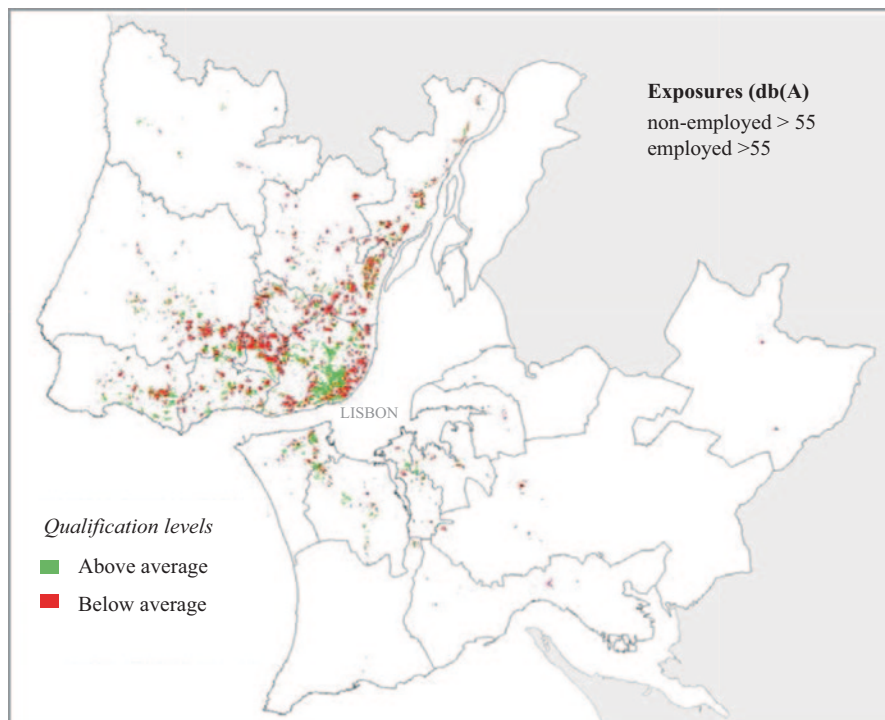 Exposures (db(A)
non-employed > 55
employed >55
LISBON
Qualification levels
Above average
Below average